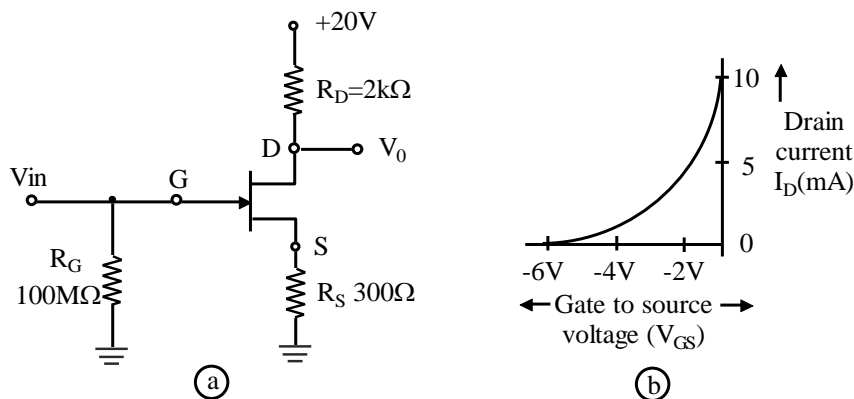 +20V
R_D=2kΩ
D
V_0
Vin
G
S
R_G
100MΩ
R_S 300Ω
a
10
5
0
Drain
current
I_D(mA)
-6V -4V -2V
Gate to source
voltage (V_GS)
b